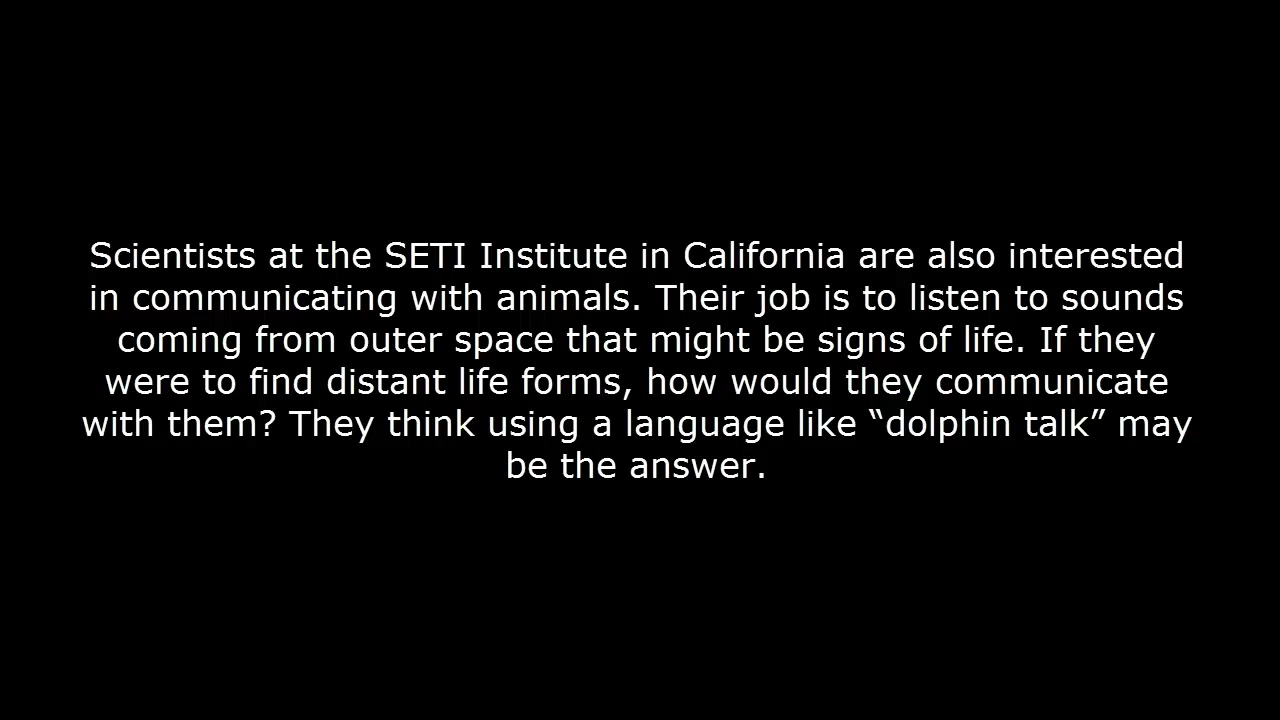 Scientists at the SETI Institute in California are also interested
in communicating with animals. Their job is to listen to sounds
coming from outer space that might be signs of life. If they
were to find distant life forms, how would they communicate
with them? They think using a language like “dolphin talk” may
be the answer.